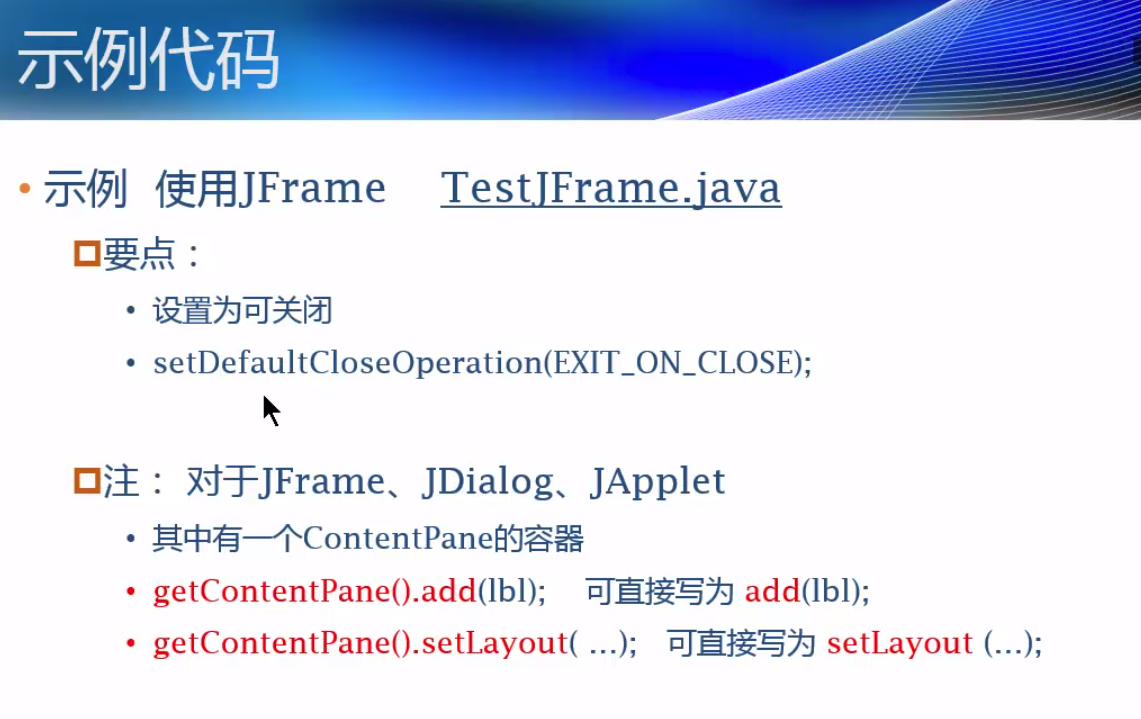 示例代码
示例 使用JFrame TestJFrame.java
要点：
设置为可关闭
setDefaultCloseOperation(EXIT_ON_CLOSE);
注： 对于JFrame、JDialog、JApplet
其中有一个ContentPane的容器
getContentPane().add(lbl); 可直接写为 add(lbl);
getContentPane().setLayout( ...); 可直接写为 setLayout (...);